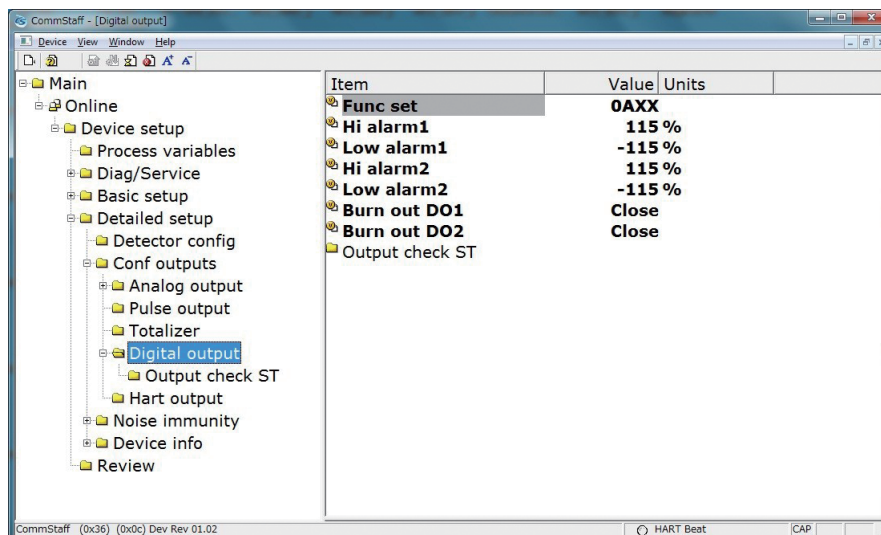 CommStaff - [Digital output]
Device View Window Help
Main
Online
Device setup
Process variables
Diag/Service
Basic setup
Detailed setup
Detector config
Conf outputs
Analog output
Pulse output
Totalizer
Digital output
Output check ST
Hart output
Noise immunity
Device info
Review
Item Value Units
Func set 0AXX
Hi alarm1 115 %
Low alarm1 -115 %
Hi alarm2 115 %
Low alarm2 -115 %
Burn out DO1 Close
Burn out DO2 Close
Output check ST
CommStaff (0x36) (0x0c) Dev Rev 01.02 HART Beat CAP